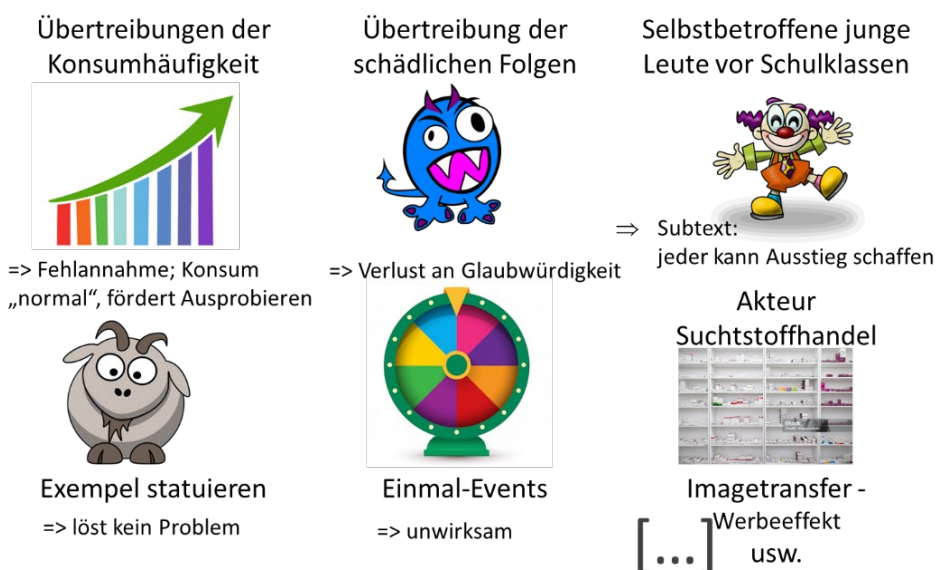 Übertreibungen der
Konsumhäufigkeit
=> Fehlannahme; Konsum
„normal“, fördert Ausprobieren
Übertreibung der
schädlichen Folgen
=> Verlust an Glaubwürdigkeit
Selbstbetroffene junge
Leute vor Schulklassen
⇒ Subtext:
jeder kann Ausstieg schaffen
Exempel statuieren
=> löst kein Problem
Einmal-Events
=> unwirksam
Akteur
Suchtstoffhandel
Imagetransfer -
Werbeeffekt
[...] usw.